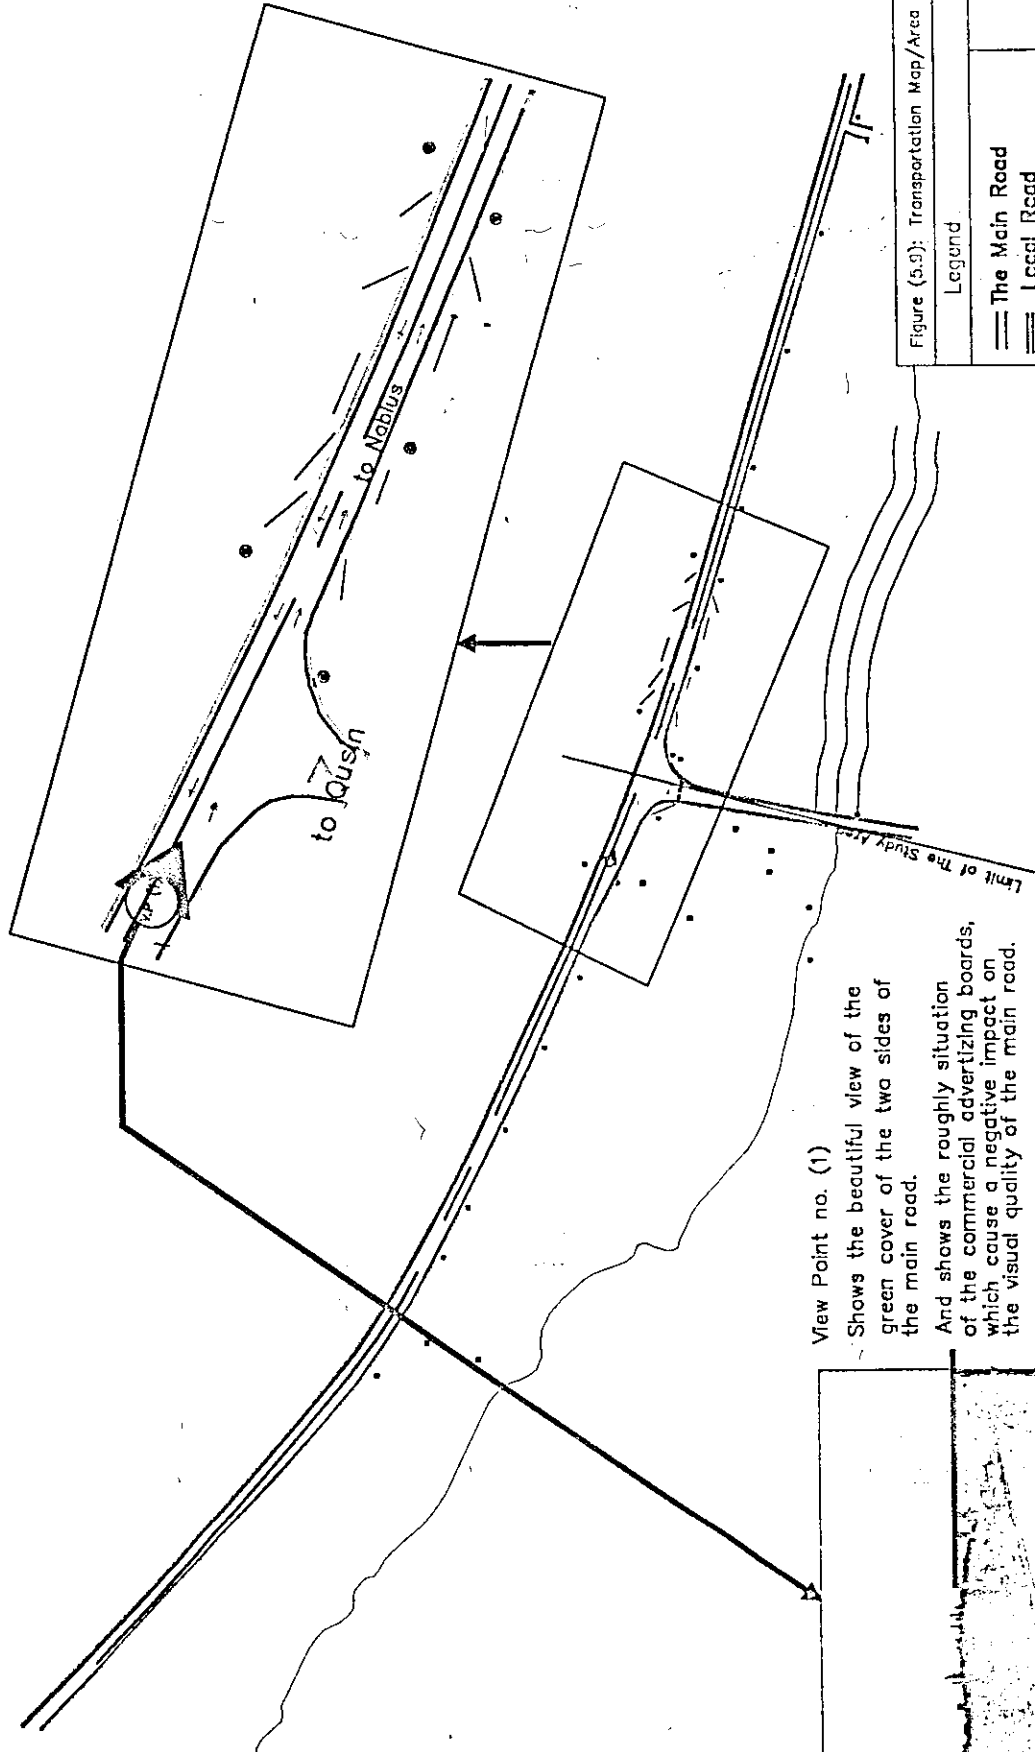 to Nablus
to Qusin
Limit of The Study Area
View Point no. (1)
Shows the beautiful view of the
green cover of the two sides of
the main road.
And shows the roughly situation
of the commercial advertizing boards,
which cause a negative impact on
the visual quality of the main road.
Figure (5.9): Transportation Map/Area
Legend
The Main Road
Local Road